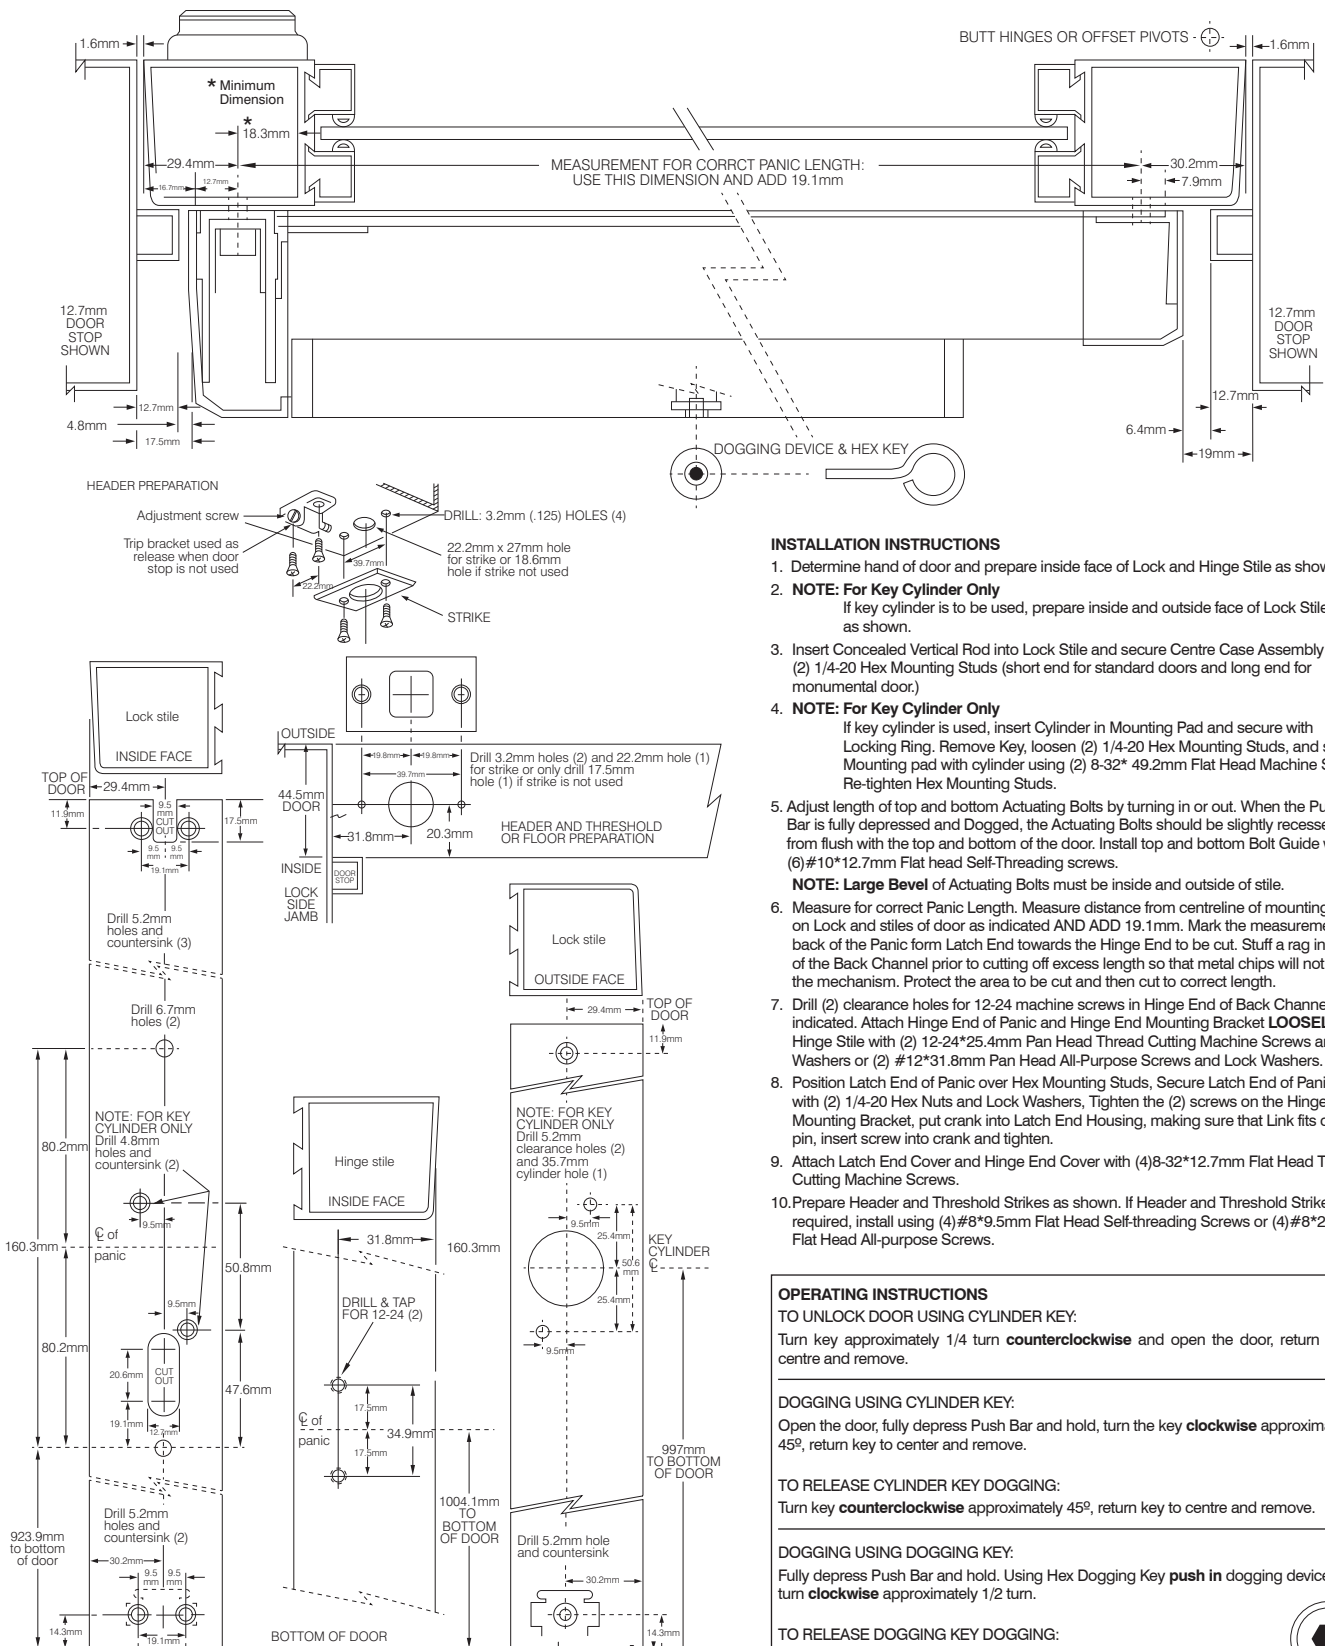 BUTT HINGES OR OFFSET PIVOTS -
1.6mm
1.6mm
* Minimum
Dimension
*
18.3mm
29.4mm
MEASUREMENT FOR CORRCT PANIC LENGTH:
USE THIS DIMENSION AND ADD 19.1mm
30.2mm
16.7mm
12.7mm
7.9mm
12.7mm
DOOR
STOP
SHOWN
12.7mm
DOOR
STOP
SHOWN
12.7mm
4.8mm
17.5mm
12.7mm
6.4mm
19mm
DOGGING DEVICE & HEX KEY
HEADER PREPARATION
Adjustment screw
Trip bracket used as
release when door
stop is not used
DRILL: 3.2mm (.125) HOLES (4)
22.2mm x 27mm hole
for strike or 18.6mm
hole if strike not used
39.7mm
22.2mm
STRIKE
Lock stile
INSIDE FACE
TOP OF
DOOR
29.4mm
11.9mm
9.5
mm
CUT
OUT
17.5mm
9.5
mm
9.5
mm
19.1mm
Drill 5.2mm
holes and
countersink (3)
Drill 6.7mm
holes (2)
NOTE: FOR KEY
CYLINDER ONLY
Drill 4.8mm
holes and
countersink (2)
80.2mm
9.5mm
℄ of
panic
160.3mm
50.8mm
9.5mm
80.2mm
20.6mm
CUT
OUT
47.6mm
19.1mm
12.7mm
Drill 5.2mm
holes and
countersink (2)
923.9mm
to bottom
of door
30.2mm
9.5
mm
9.5
mm
14.3mm
19.1mm
OUTSIDE
19.8mm
19.8mm
39.7mm
Drill 3.2mm holes (2) and 22.2mm hole (1)
for strike or only drill 17.5mm
hole (1) if strike is not used
44.5mm
DOOR
31.8mm
20.3mm
HEADER AND THRESHOLD
OR FLOOR PREPARATION
INSIDE
DOOR
STOP
LOCK
SIDE
JAMB
Hinge stile
INSIDE FACE
31.8mm
160.3mm
DRILL & TAP
FOR 12-24 (2)
17.5mm
℄ of
panic
34.9mm
17.5mm
1004.1mm
TO
BOTTOM
OF DOOR
BOTTOM OF DOOR
Lock stile
OUTSIDE FACE
29.4mm
TOP OF
DOOR
11.9mm
NOTE: FOR KEY
CYLINDER ONLY
Drill 5.2mm
clearance holes (2)
and 35.7mm
cylinder hole (1)
9.5mm
25.4mm
KEY
CYLINDER
℄
50.6
mm
25.4mm
9.5mm
997mm
TO BOTTOM
OF DOOR
Drill 5.2mm hole
and countersink
30.2mm
14.3mm
INSTALLATION INSTRUCTIONS
1. Determine hand of door and prepare inside face of Lock and Hinge Stile as
2. NOTE: For Key Cylinder Only
If key cylinder is to be used, prepare inside and outside face of Lock Stile
as shown.
3. Insert Concealed Vertical Rod into Lock Stile and secure Centre Case Assembly
(2) 1/4-20 Hex Mounting Studs (short end for standard doors and long end for
monumental door.)
4. NOTE: For Key Cylinder Only
If key cylinder is used, insert Cylinder in Mounting Pad and secure with
Locking Ring. Remove Key, loosen (2) 1/4-20 Hex Mounting Studs, and
Mounting pad with cylinder using (2) 8-32* 49.2mm Flat Head Machine
Re-tighten Hex Mounting Studs.
5. Adjust length of top and bottom Actuating Bolts by turning in or out. When the
Bar is fully depressed and Dogged, the Actuating Bolts should be slightly
from flush with the top and bottom of the door. Install top and bottom Bolt Guide
(6)#10*12.7mm Flat head Self-Threading screws.
NOTE: Large Bevel of Actuating Bolts must be inside and outside of stile.
6. Measure for correct Panic Length. Measure distance from centreline of mounting
on Lock and stiles of door as indicated AND ADD 19.1mm. Mark the
back of the Panic form Latch End towards the Hinge End to be cut. Stuff a rag
of the Back Channel prior to cutting off excess length so that metal chips will not
the mechanism. Protect the area to be cut and then cut to correct length.
7. Drill (2) clearance holes for 12-24 machine screws in Hinge End of Back
indicated. Attach Hinge End of Panic and Hinge End Mounting Bracket
Hinge Stile with (2) 12-24*25.4mm Pan Head Thread Cutting Machine Screws
Washers or (2) #12*31.8mm Pan Head All-Purpose Screws and Lock Washers.
8. Position Latch End of Panic over Hex Mounting Studs, Secure Latch End of
with (2) 1/4-20 Hex Nuts and Lock Washers, Tighten the (2) screws on the Hinge
Mounting Bracket, put crank into Latch End Housing, making sure that Link fits
pin, insert screw into crank and tighten.
9. Attach Latch End Cover and Hinge End Cover with (4)8-32*12.7mm Flat Head
Cutting Machine Screws.
10.Prepare Header and Threshold Strikes as shown. If Header and Threshold
required, install using (4)#8*9.5mm Flat Head Self-threading Screws or
Flat Head All-purpose Screws.
OPERATING INSTRUCTIONS
TO UNLOCK DOOR USING CYLINDER KEY:
Turn key approximately 1/4 turn counterclockwise and open the door, return
centre and remove.
DOGGING USING CYLINDER KEY:
Open the door, fully depress Push Bar and hold, turn the key clockwise
45º, return key to center and remove.
TO RELEASE CYLINDER KEY DOGGING:
Turn key counterclockwise approximately 45º, return key to centre and remove.
DOGGING USING DOGGING KEY:
Fully depress Push Bar and hold. Using Hex Dogging Key push in dogging
turn clockwise approximately 1/2 turn.
TO RELEASE DOGGING KEY DOGGING: